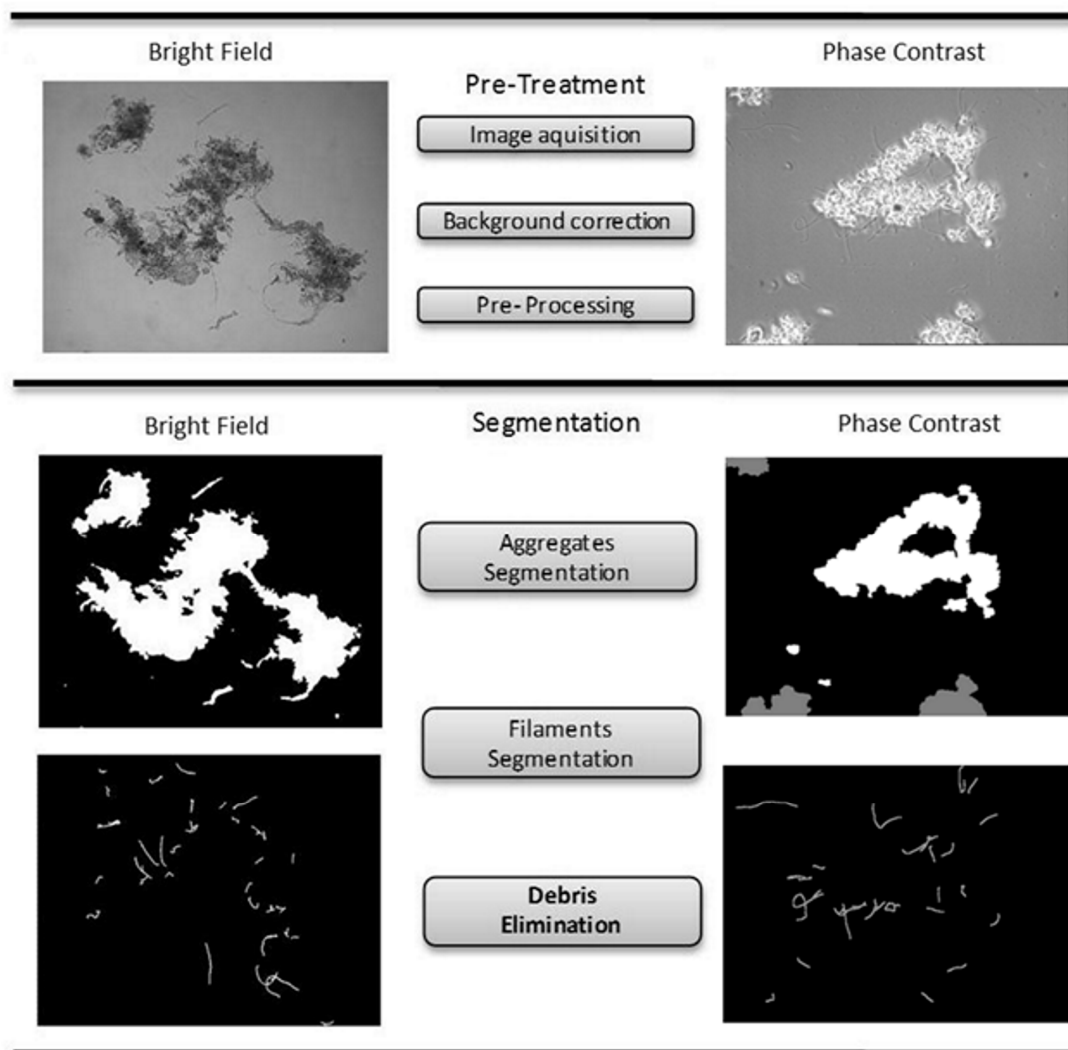 Bright Field
Phase Contrast
Pre-Treatment
Image aquisition
Background correction
Pre- Processing
Bright Field
Segmentation
Phase Contrast
Aggregates
Segmentation
Filaments
Segmentation
Debris
Elimination